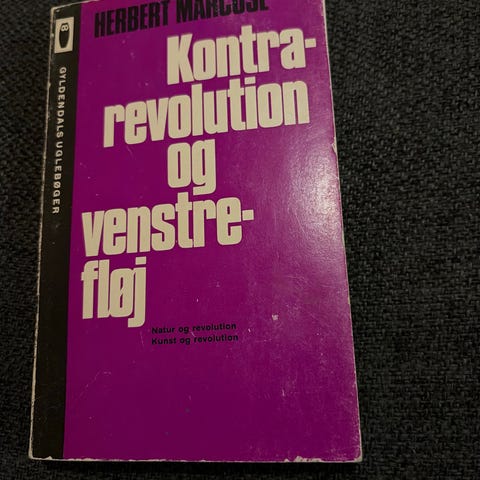 HERBERT MARCUSE
Kontra-
revolution
og
venstre-
fløj
Natur og revolution
Kunst og revolution
GYLDENDALS UGLEBØGER